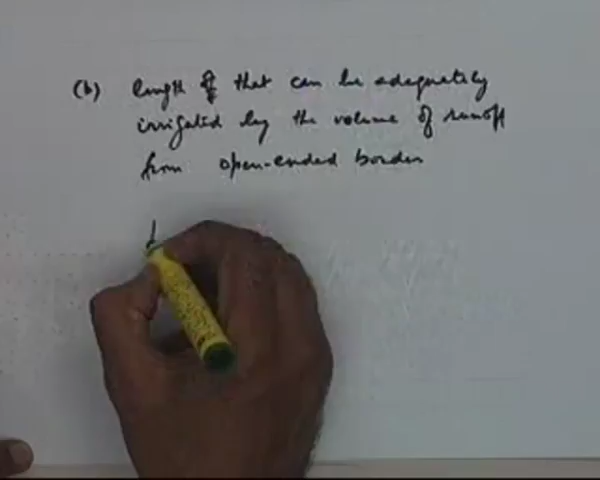 (b) length of that can be adequately
irrigated by the volume of runoff
from open-ended border